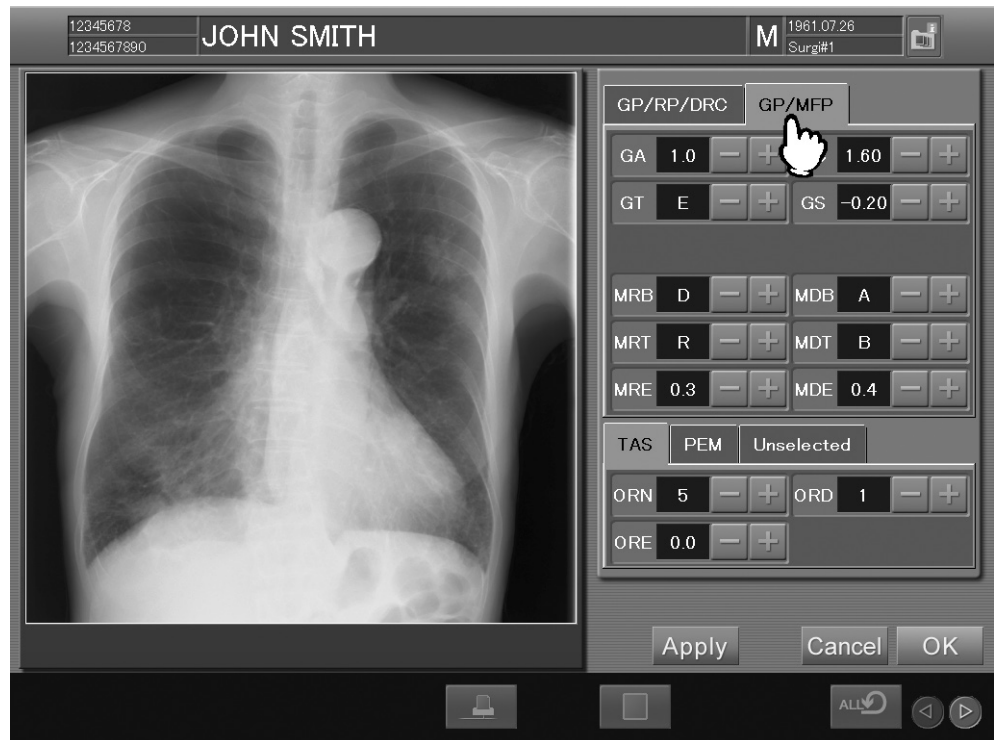 12345678
1234567890
JOHN SMITH
M
1961.07.26
Surgi#1
GP/RP/DRC GP/MFP
GA 1.0 − + 1.60 − +
GT E − + GS −0.20 − +
MRB D − + MDB A − +
MRT R − + MDT B − +
MRE 0.3 − + MDE 0.4 − +
TAS PEM Unselected
ORN 5 − + ORD 1 − +
ORE 0.0 − +
Apply Cancel OK
ALL